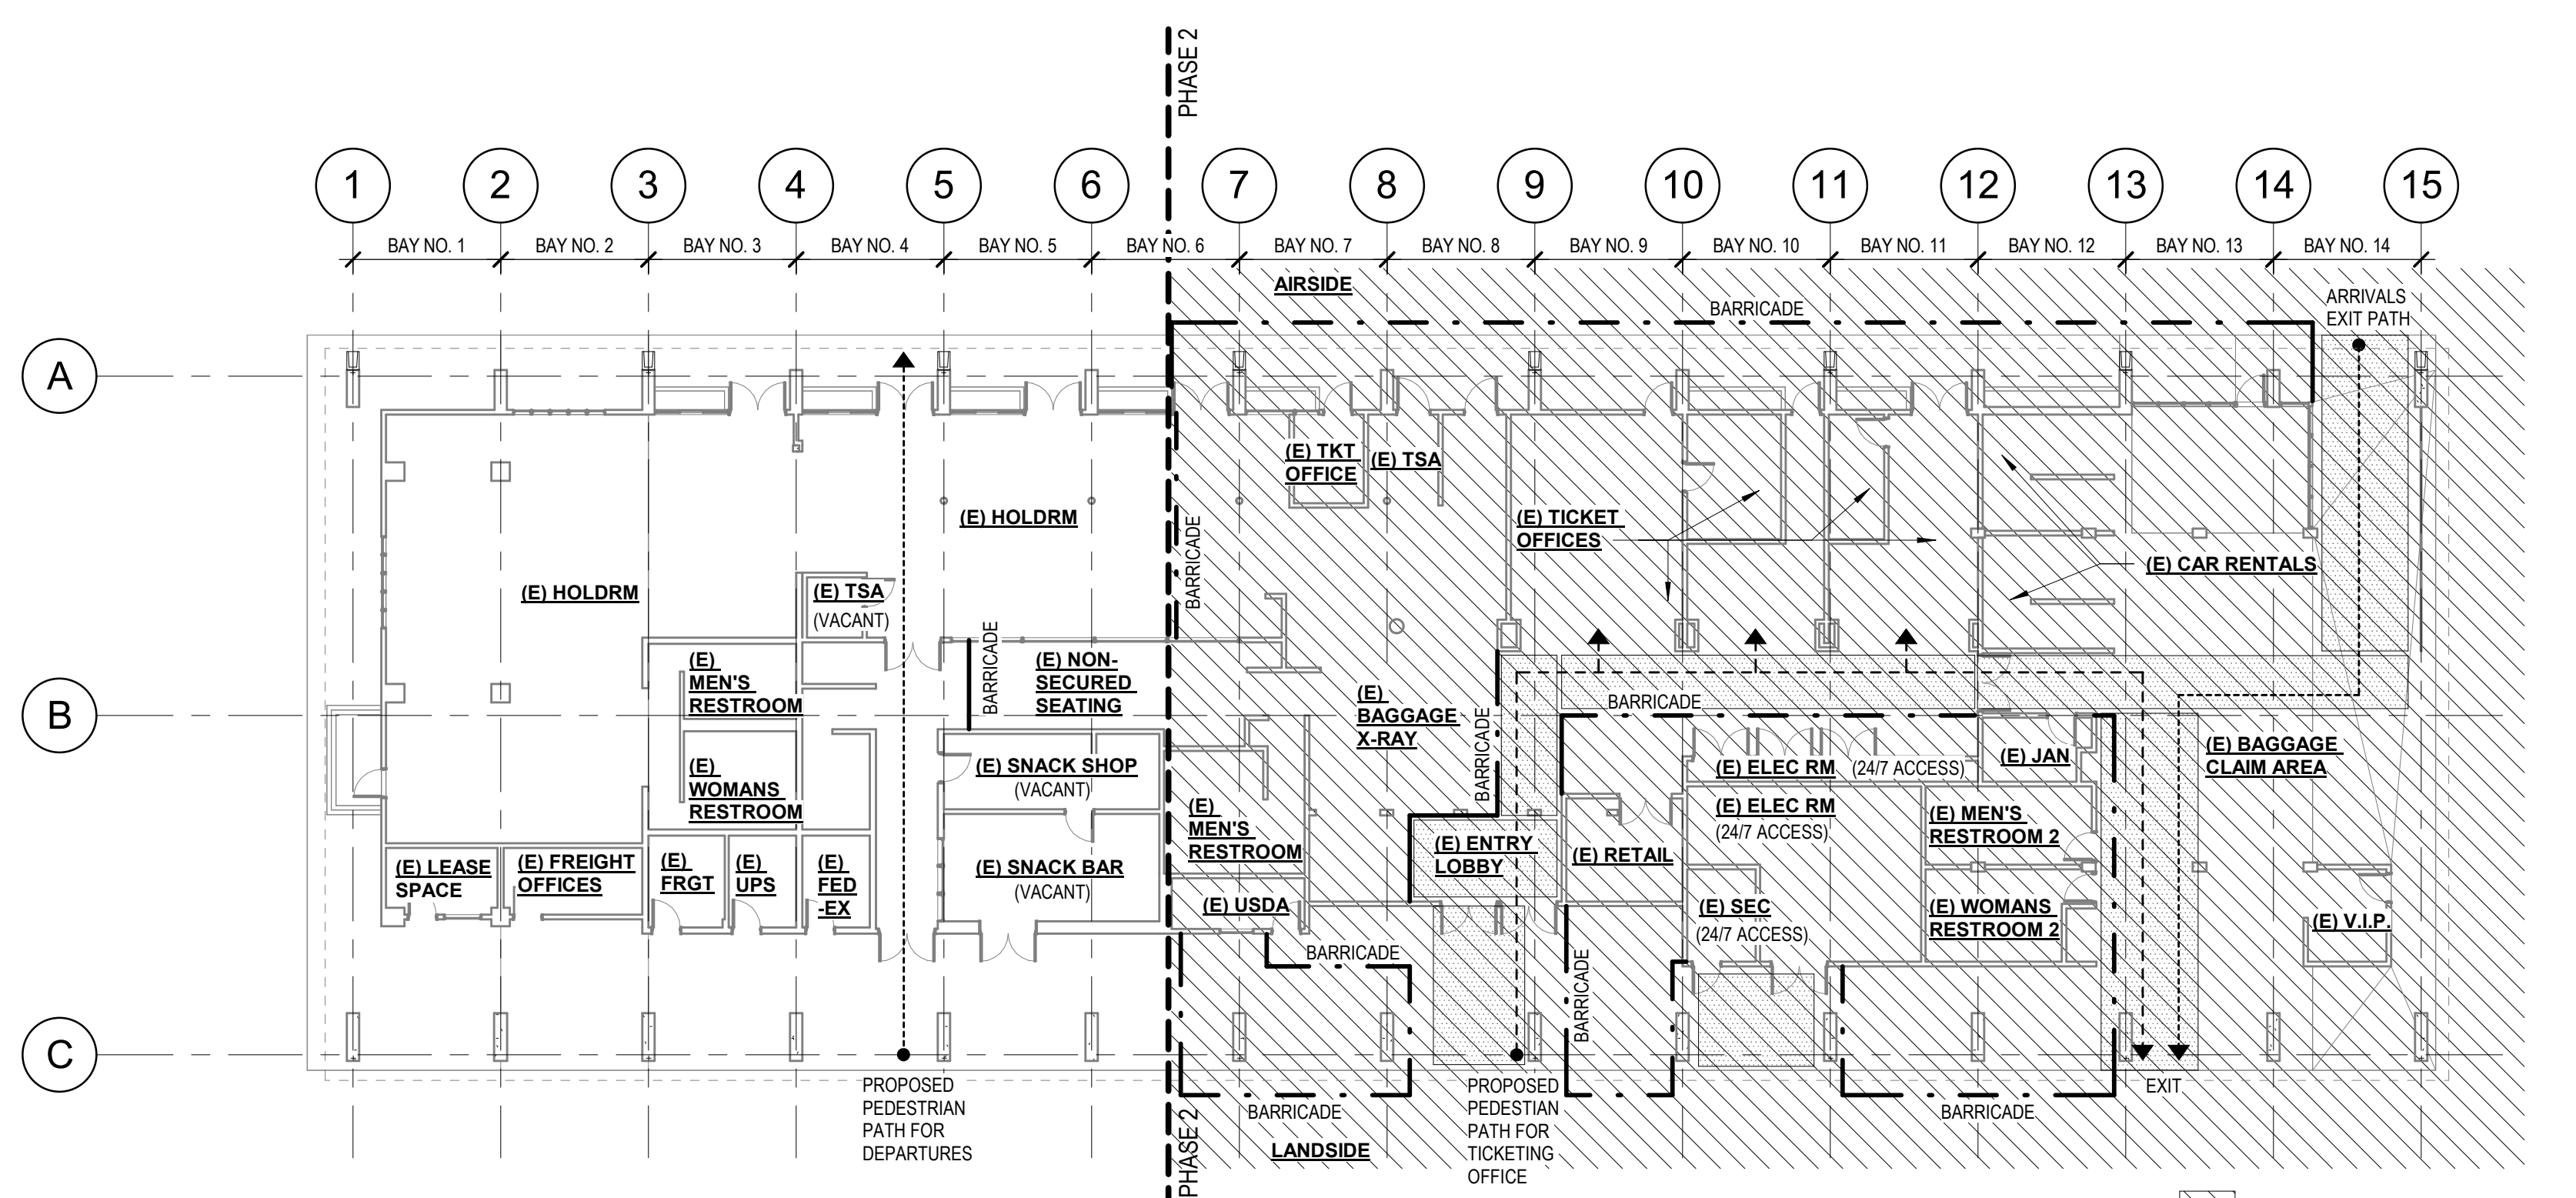 PHASE 2
1 2 3 4 5 6 7 8 9 10 11 12 13 14 15
BAY NO. 1 BAY NO. 2 BAY NO. 3 BAY NO. 4 BAY NO. 5 BAY NO. 6 BAY NO. 7 BAY NO. 8 BAY NO. 9 BAY NO. 10 BAY NO. 11 BAY NO. 12 BAY NO. 13 BAY NO. 14
AIRSIDE
BARRICADE
ARRIVALS
EXIT PATH
A
(E) TKT
OFFICE
(E) TSA
(E) HOLDRM
BARRICADE
(E) TICKET
OFFICES
(E) CAR RENTALS
(E) HOLDRM
(E) TSA
(VACANT)
(E)
MEN'S
RESTROOM
BARRICADE
(E) NON-
SECURED
SEATING
(E)
BAGGAGE
X-RAY
BARRICADE
BARRICADE
B
(E)
WOMANS
RESTROOM
(E) SNACK SHOP
(VACANT)
(E) ELEC RM
(24/7 ACCESS)
(E) JAN
(E) BAGGAGE
CLAIM AREA
(E)
MEN'S
RESTROOM
(E) ELEC RM
(24/7 ACCESS)
(E) MEN'S
RESTROOM 2
(E) LEASE
SPACE
(E) FREIGHT
OFFICES
(E)
FRGT
(E)
UPS
(E)
FED
-EX
(E) SNACK BAR
(VACANT)
(E) ENTRY
LOBBY
(E) RETAIL
(E) USDA
(E) SEC
(24/7 ACCESS)
(E) WOMANS
RESTROOM 2
(E) V.I.P.
BARRICADE
BARRICADE
C
PROPOSED
PEDESTRIAN
PATH FOR
DEPARTURES
PHASE 2
BARRICADE
LANDSIDE
PROPOSED
PEDESTIAN
PATH FOR
TICKETING
OFFICE
BARRICADE
EXIT